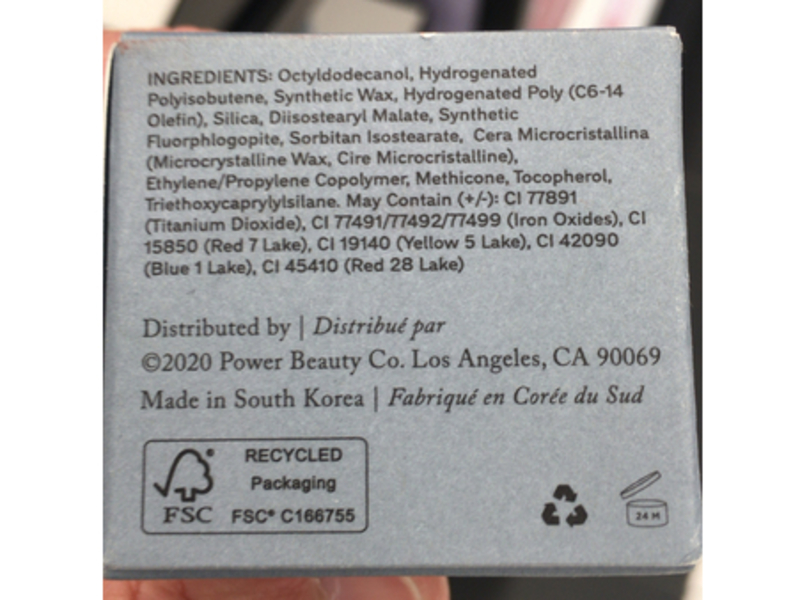 INGREDIENTS: Octyldodecanol, Hydrogenated
Polyisobutene, Synthetic Wax, Hydrogenated Poly (C6-14
Olefin), Silica, Diisostearyl Malate, Synthetic
Fluorphlogopite, Sorbitan Isostearate, Cera Microcristallina
(Microcrystalline Wax, Cire Microcristalline),
Ethylene/Propylene Copolymer, Methicone, Tocopherol,
Triethoxycaprylylsilane. May Contain (+/-): CI 77891
(Titanium Dioxide), CI 77491/77492/77499 (Iron Oxides), CI
15850 (Red 7 Lake), CI 19140 (Yellow 5 Lake), CI 42090
(Blue 1 Lake), CI 45410 (Red 28 Lake)
Distributed by | Distribué par
©2020 Power Beauty Co. Los Angeles, CA 90069
Made in South Korea | Fabriqué en Corée du Sud
RECYCLED
Packaging
FSC FSC® C166755
24 M